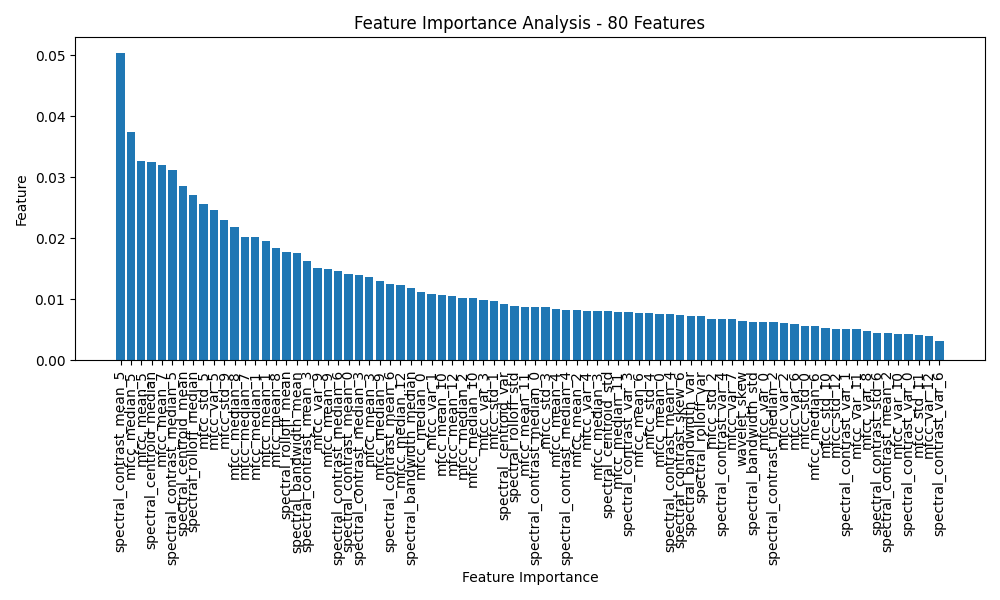 Feature Importance Analysis - 80 Features
0.05
0.04
0.03
0.02
0.01
0.00
Feature
spectral_contrast_mean_5
mfcc_median_5
mfcc_mean_5
spectral_centroid_median
mfcc_mean_7
spectral_contrast_median_5
spectral_centroid_mean
spectral_rolloff_median
mfcc_std_5
mfcc_var_5
mfcc_std_9
mfcc_median_8
mfcc_median_7
mfcc_median_1
mfcc_mean_1
mfcc_mean_8
spectral_rolloff_mean
spectral_bandwidth_mean
spectral_contrast_mean_3
mfcc_var_9
mfcc_mean_9
spectral_contrast_median_6
spectral_contrast_mean_0
spectral_contrast_median_3
mfcc_mean_3
mfcc_median_9
spectral_contrast_mean_6
mfcc_median_12
spectral_bandwidth_median
mfcc_median_0
mfcc_var_1
mfcc_mean_10
mfcc_mean_12
mfcc_median_2
mfcc_median_10
mfcc_var_3
mfcc_std_1
spectral_centroid_var
spectral_rolloff_std
mfcc_mean_11
spectral_contrast_median_0
mfcc_std_3
mfcc_mean_4
spectral_contrast_median_4
mfcc_mean_2
mfcc_var_4
mfcc_median_3
spectral_centroid_std
mfcc_median_11
spectral_contrast_var_3
mfcc_mean_6
mfcc_std_4
mfcc_mean_0
spectral_contrast_mean_4
spectral_contrast_skew_6
spectral_bandwidth_var
spectral_rolloff_var
mfcc_std_2
spectral_contrast_var_4
mfcc_var_7
wavelet_skew
spectral_bandwidth_std
mfcc_var_0
spectral_contrast_median_2
mfcc_var_2
mfcc_var_6
mfcc_std_0
mfcc_median_6
mfcc_std_10
mfcc_std_12
spectral_contrast_var_1
mfcc_var_11
mfcc_var_8
spectral_contrast_std_6
spectral_contrast_mean_2
mfcc_var_10
spectral_contrast_var_0
mfcc_std_11
mfcc_var_12
spectral_contrast_var_6
Feature Importance